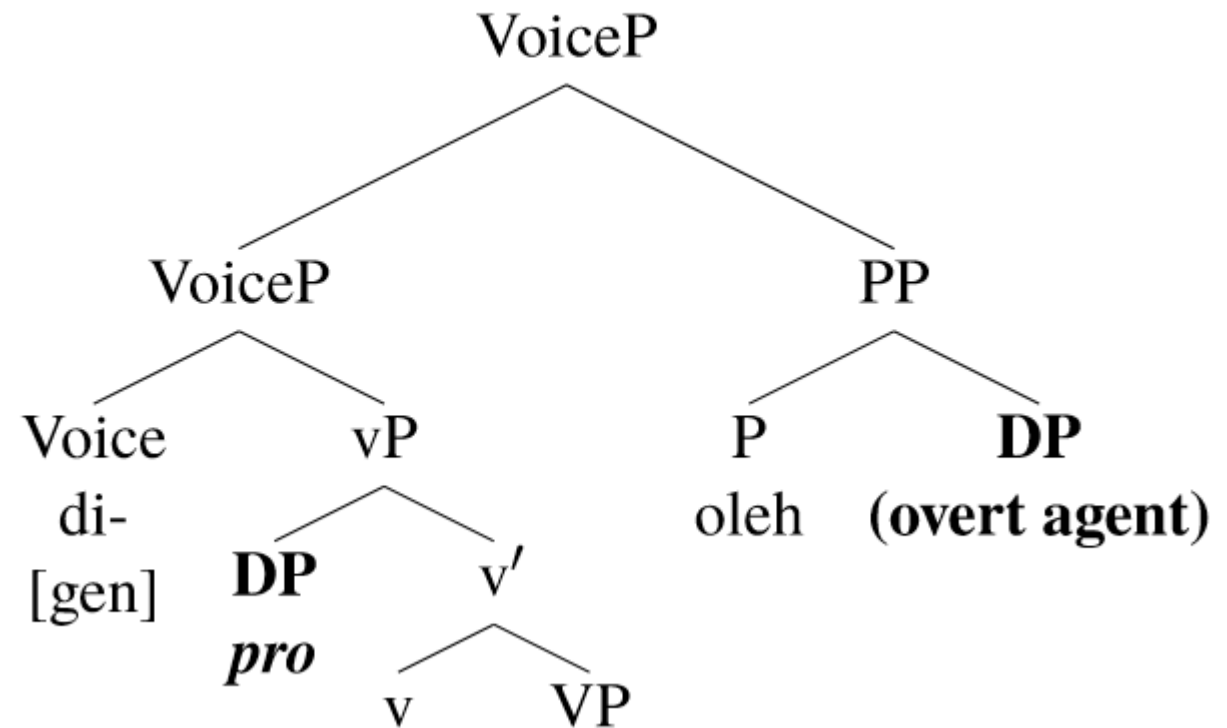 VoiceP
VoiceP PP
Voice vP P DP
di- oleh (overt agent)
[gen] DP v′
pro
v VP